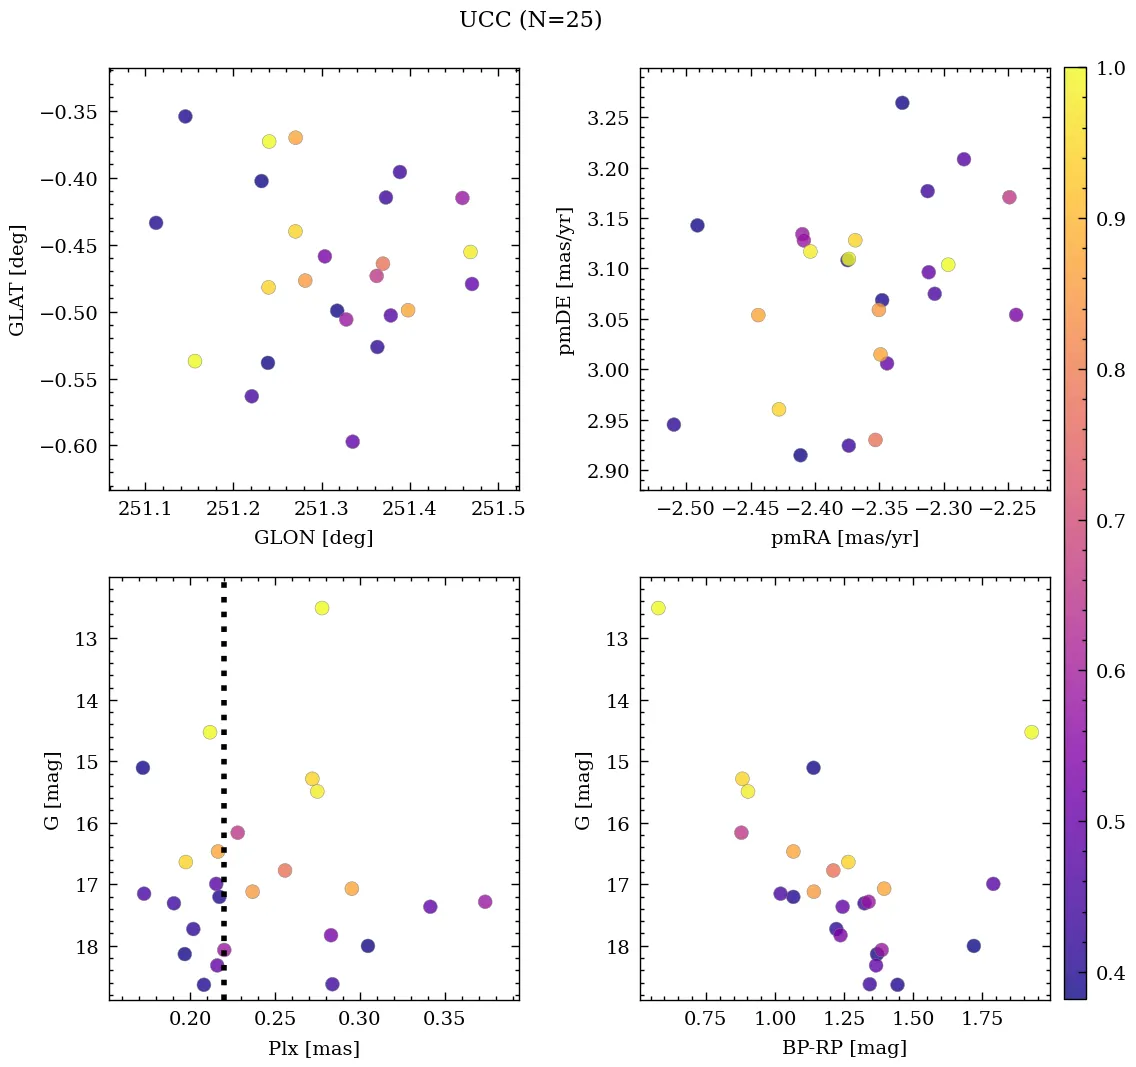 UCC (N=25)
−0.35
−0.40
−0.45
−0.50
−0.55
−0.60
GLAT [deg]
251.1 251.2 251.3 251.4 251.5
GLON [deg]
3.25
3.20
3.15
3.10
3.05
3.00
2.95
2.90
pmDE [mas/yr]
−2.50 −2.45 −2.40 −2.35 −2.30 −2.25
pmRA [mas/yr]
13
14
15
16
17
18
G [mag]
0.20 0.25 0.30 0.35
Plx [mas]
13
14
15
16
17
18
G [mag]
0.75 1.00 1.25 1.50 1.75
BP-RP [mag]
1.0
0.9
0.8
0.7
0.6
0.5
0.4